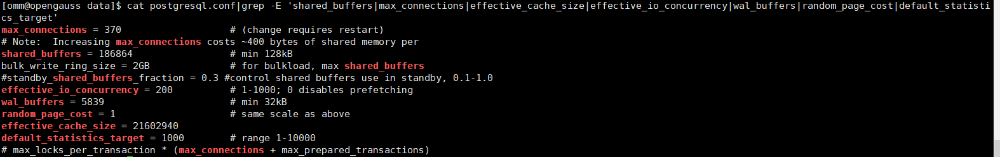 [omm@opengauss data]$ cat postgresql.conf|grep -E 'shared_buffers|max_connections|effective_cache_size|effective_io_concurrency|wal_buffers|random_page_cost|default_statisti
cs_target'
max_connections = 370                   # (change requires restart)
# Note:  Increasing max_connections costs ~400 bytes of shared memory per
shared_buffers = 186864                 # min 128kB
bulk_write_ring_size = 2GB              # for bulkload, max shared_buffers
#standby_shared_buffers_fraction = 0.3 #control shared buffers use in standby, 0.1-1.0
effective_io_concurrency = 200          # 1-1000; 0 disables prefetching
wal_buffers = 5839                      # min 32kB
random_page_cost = 1                    # same scale as above
effective_cache_size = 21602940
default_statistics_target = 1000        # range 1-10000
# max_locks_per_transaction * (max_connections + max_prepared_transactions)